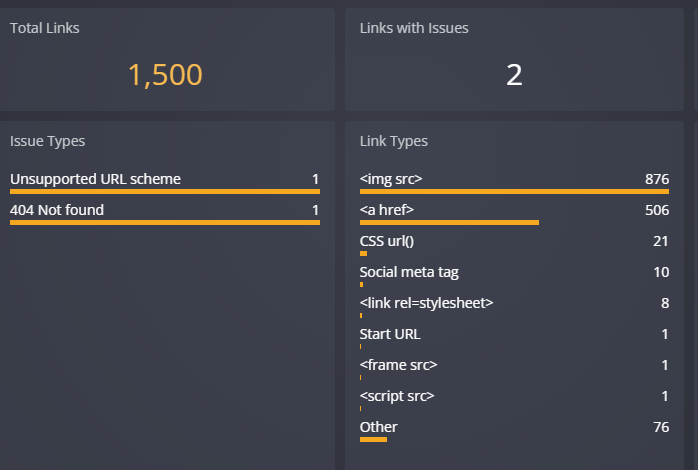 Total Links
1,500
Links with Issues
2
Issue Types
Unsupported URL scheme 1
404 Not found 1
Link Types
<img src> 876
<a href> 506
CSS url() 21
Social meta tag 10
<link rel=stylesheet> 8
Start URL 1
<frame src> 1
<script src> 1
Other 76